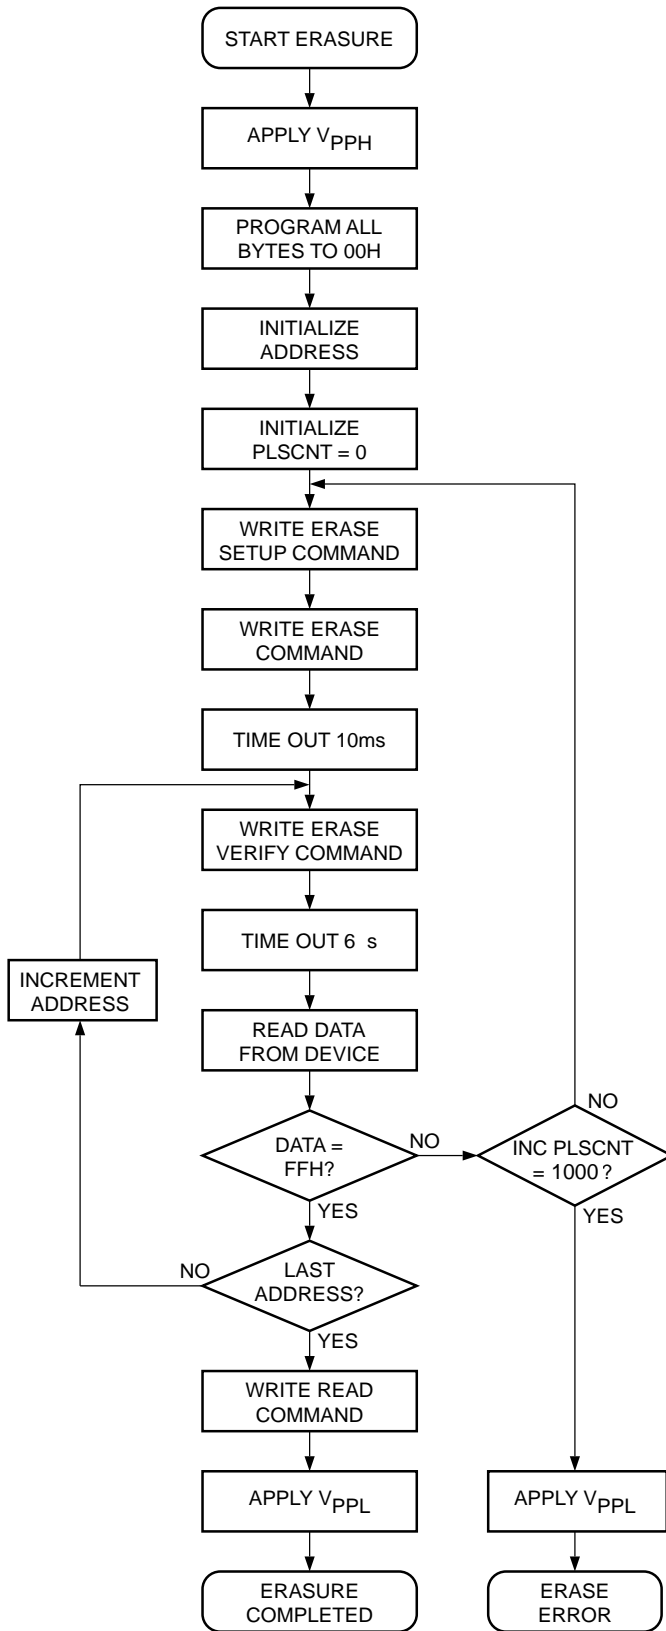 START ERASURE
APPLY VPPH
PROGRAM ALL
BYTES TO 00H
INITIALIZE
ADDRESS
INITIALIZE
PLSCNT = 0
WRITE ERASE
SETUP COMMAND
WRITE ERASE
COMMAND
TIME OUT 10ms
WRITE ERASE
VERIFY COMMAND
TIME OUT 6 s
INCREMENT
ADDRESS
READ DATA
FROM DEVICE
DATA =
FFH?
NO
YES
INC PLSCNT
= 1000 ?
NO
YES
LAST
ADDRESS?
NO
YES
WRITE READ
COMMAND
APPLY VPPL
APPLY VPPL
ERASURE
COMPLETED
ERASE
ERROR